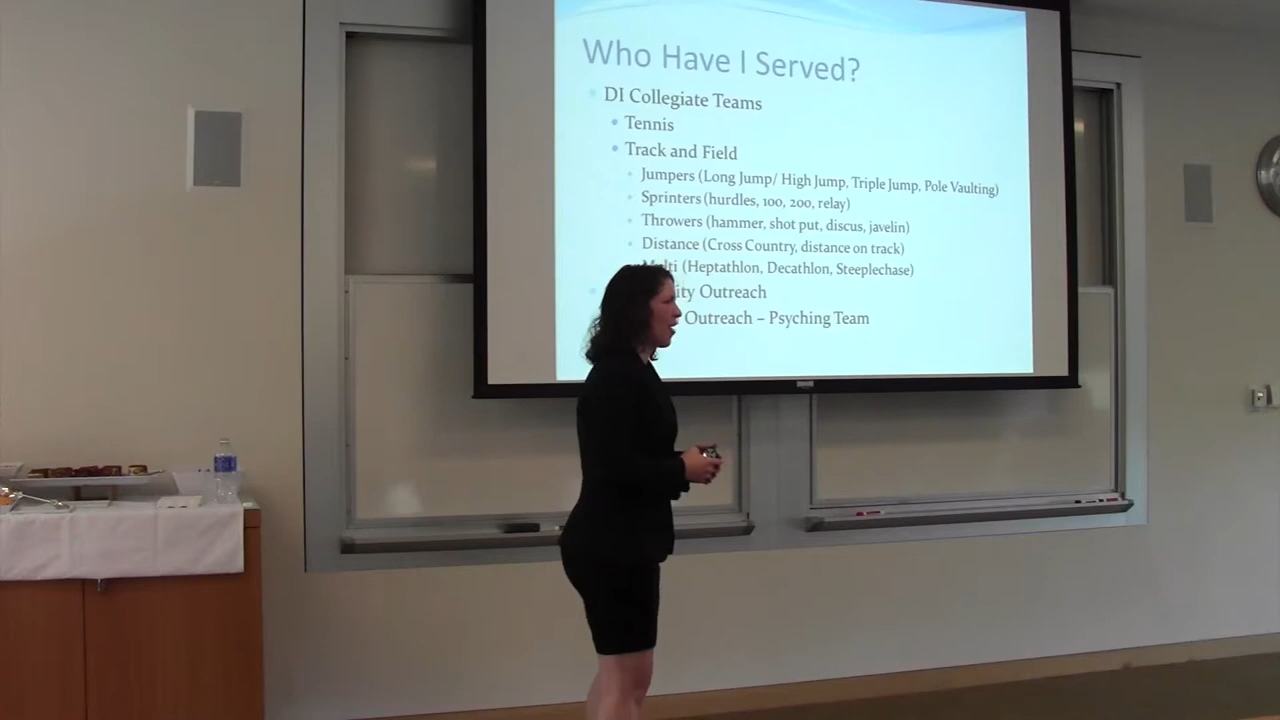 Who Have I Served?
DI Collegiate Teams
Tennis
Track and Field
Jumpers (Long Jump/ High Jump, Triple Jump, Pole Vaulting)
Sprinters (hurdles, 100, 200, relay)
Throwers (hammer, shot put, discus, javelin)
Distance (Cross Country, distance on track)
(Heptathlon, Decathlon, Steeplechase)
Outreach
Outreach – Psyching Team